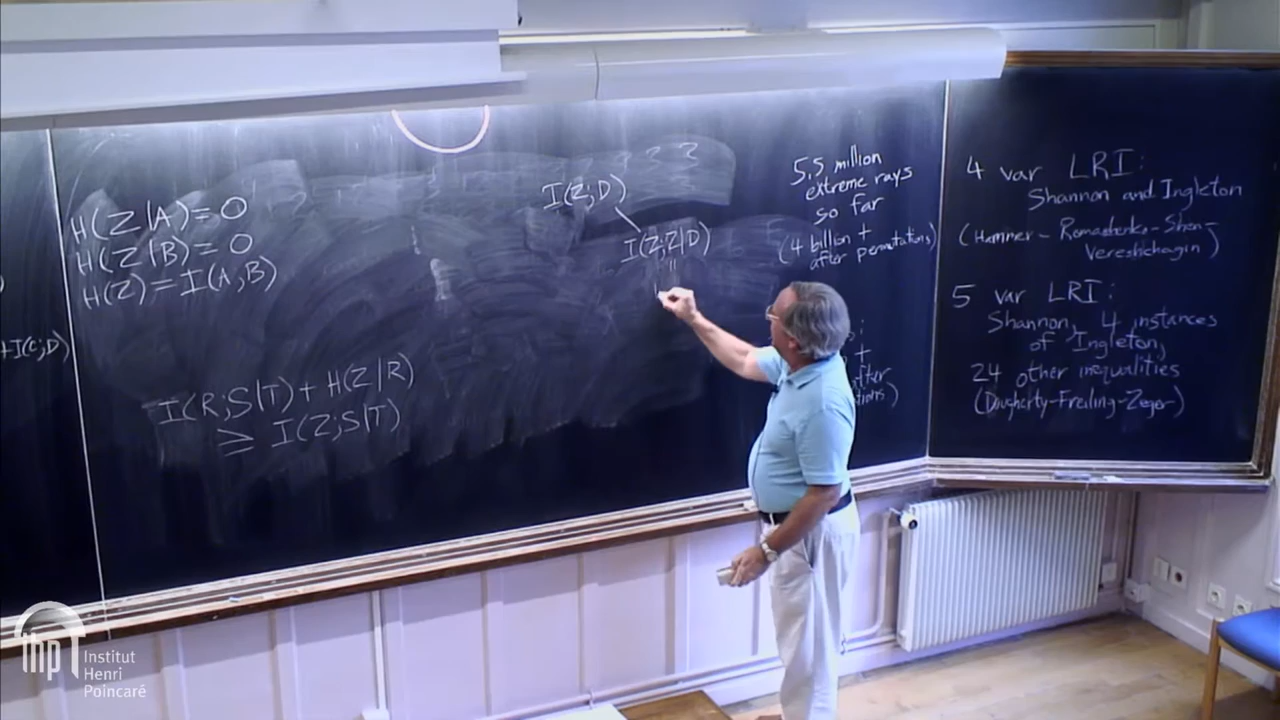 +I(C;D)
H(Z|A)=0
H(Z|B)=0
H(Z)=I(A;B)
I(R;S|T)+H(Z|R)
≥ I(Z;S|T)
I(Z;D)
I(Z;Z|D)
=
5.5 million
extreme rays
so far
(4 billion +
after permutations)
:
+
after
4 var LRI:
Shannon and Ingleton
(Hammer-Romashenko-Shen-
Vereshchagin)
5 var LRI:
Shannon, 4 instances
of Ingleton,
24 other inequalities
(Dougherty-Freiling-Zeger)
ihp
Institut
Henri
Poincaré